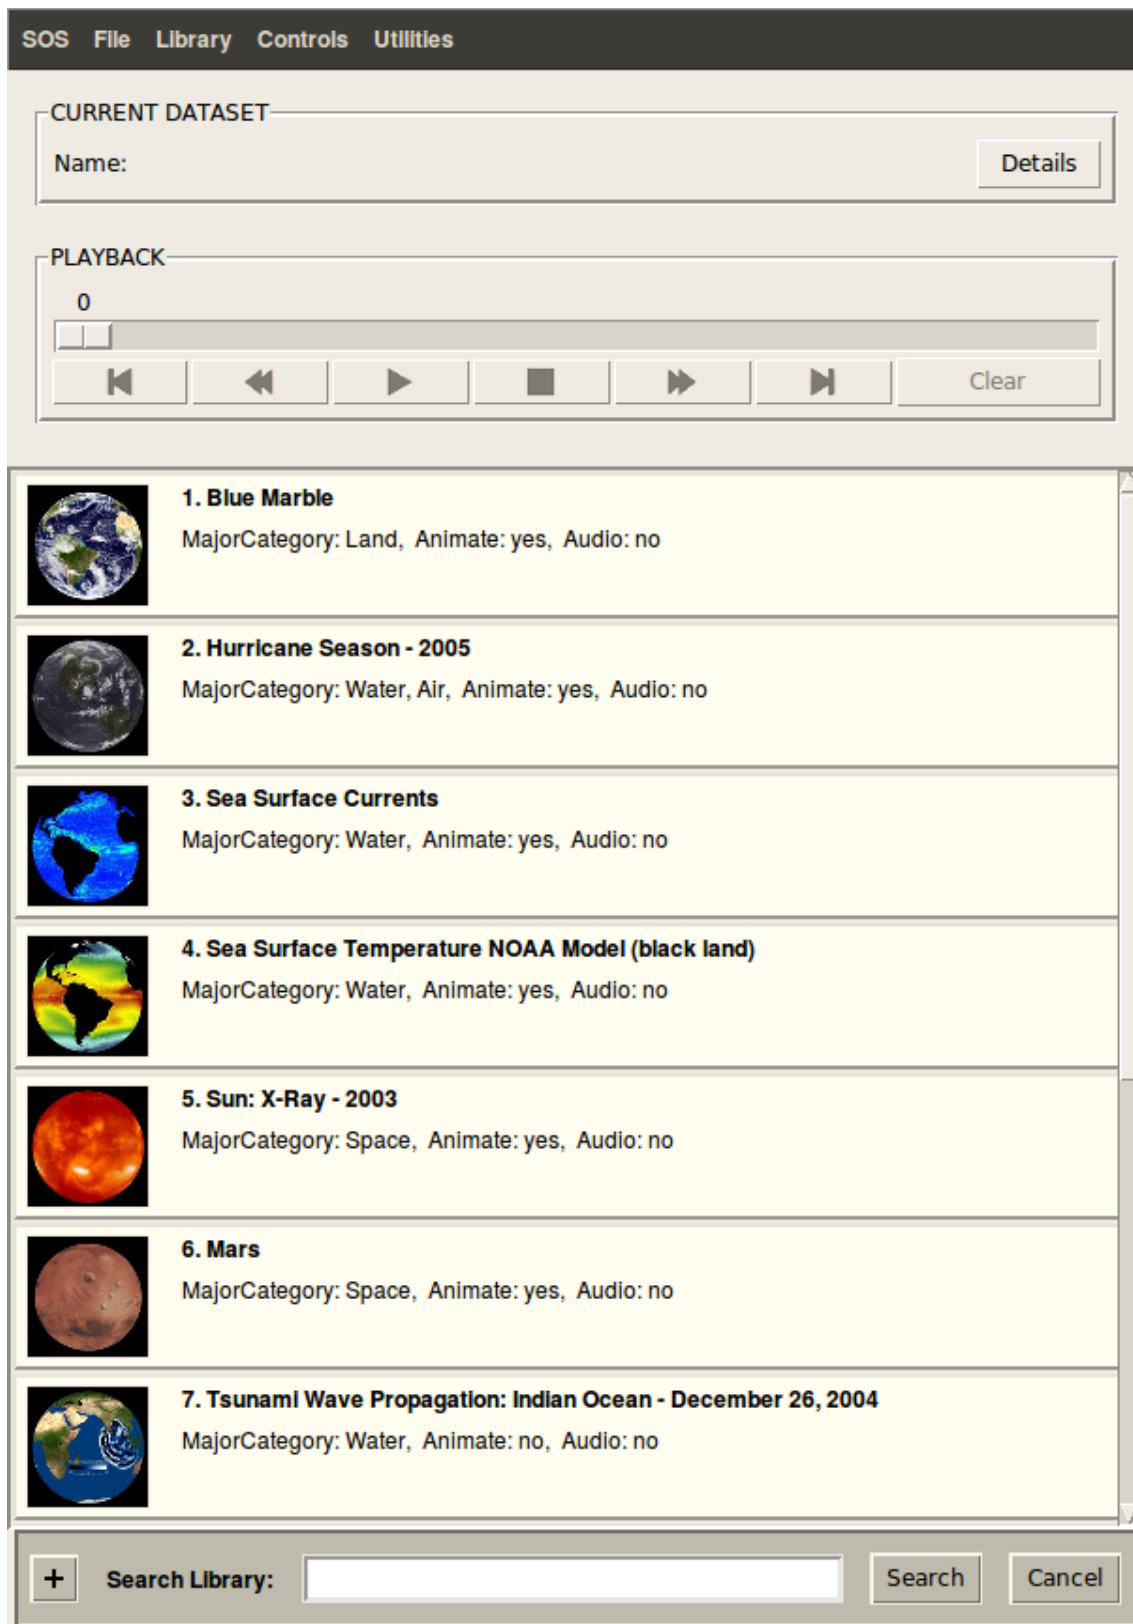 SOS File Library Controls Utilities
CURRENT DATASET
Name:
Details
PLAYBACK
0
Clear
1. Blue Marble
MajorCategory: Land, Animate: yes, Audio: no
2. Hurricane Season - 2005
MajorCategory: Water, Air, Animate: yes, Audio: no
3. Sea Surface Currents
MajorCategory: Water, Animate: yes, Audio: no
4. Sea Surface Temperature NOAA Model (black land)
MajorCategory: Water, Animate: yes, Audio: no
5. Sun: X-Ray - 2003
MajorCategory: Space, Animate: yes, Audio: no
6. Mars
MajorCategory: Space, Animate: yes, Audio: no
7. Tsunami Wave Propagation: Indian Ocean - December 26, 2004
MajorCategory: Water, Animate: no, Audio: no
+ Search Library: Search Cancel